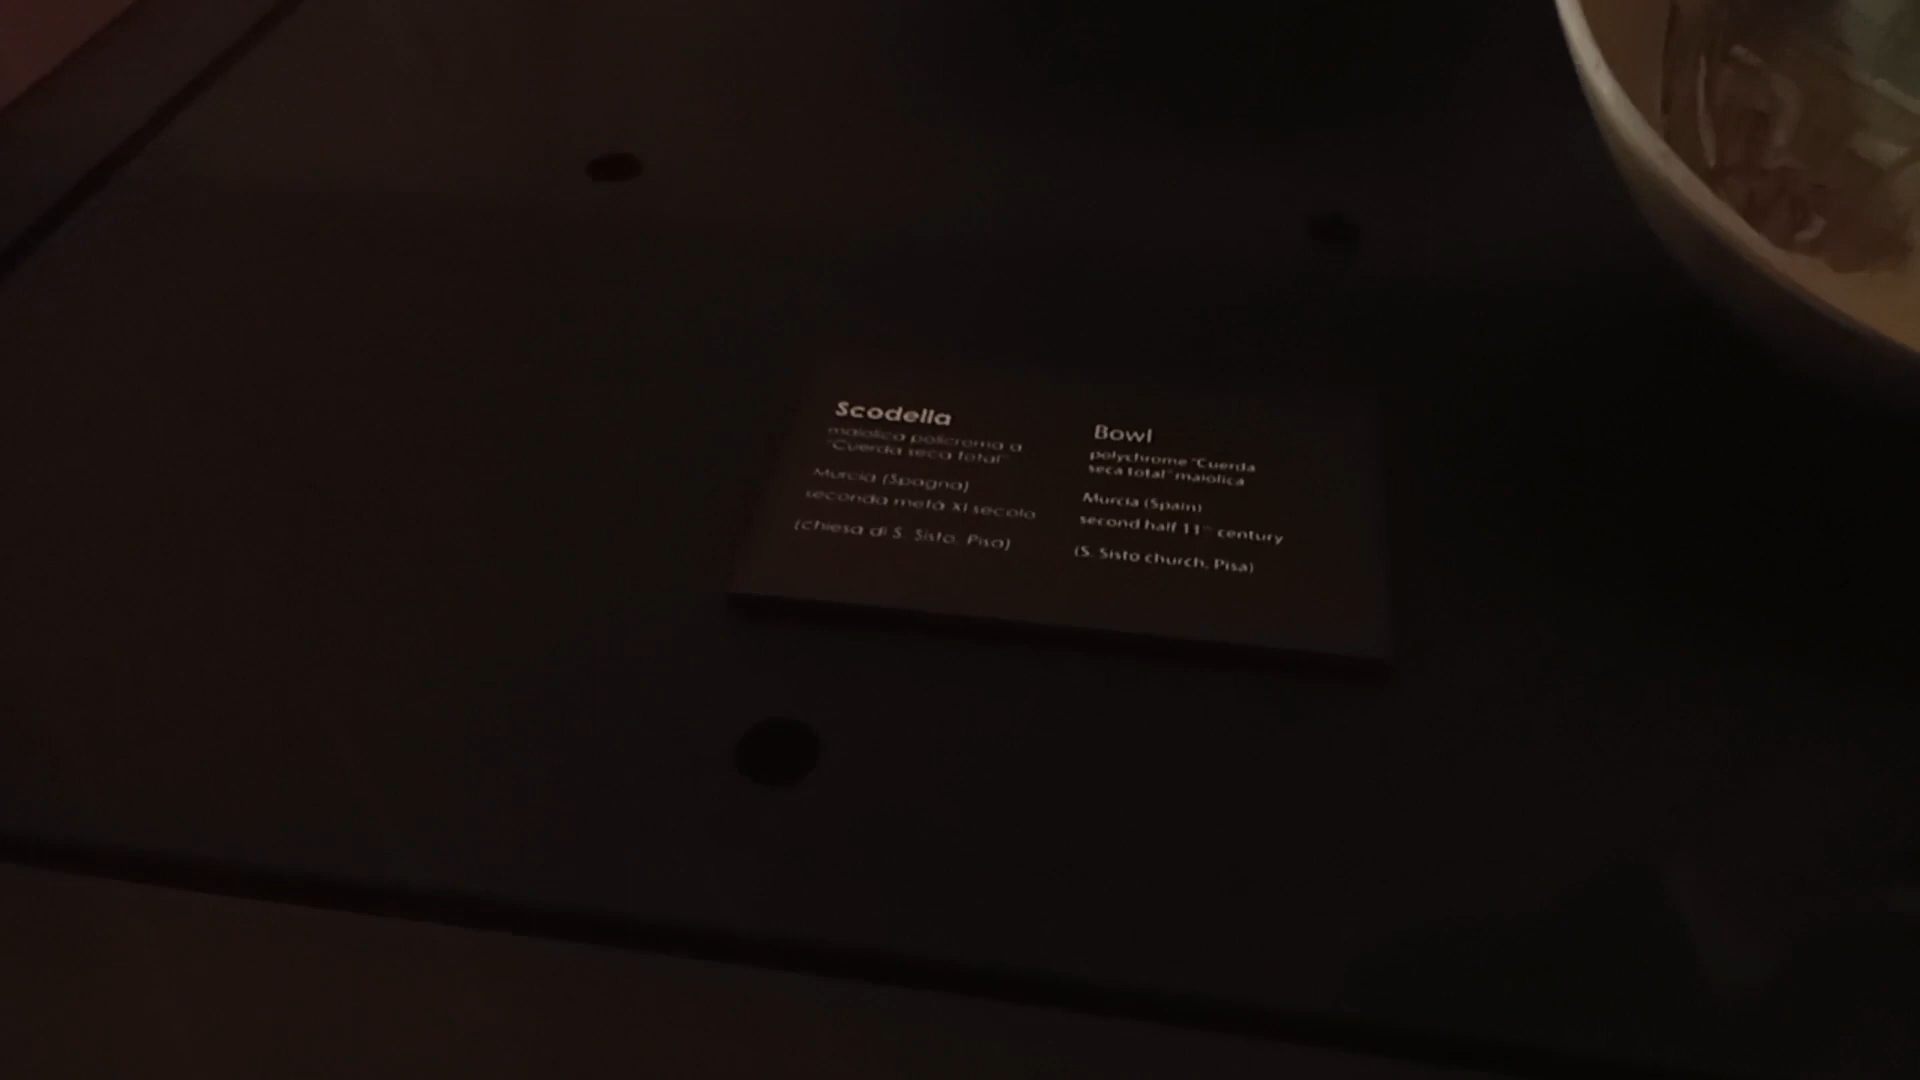 Scodella
maiolica policroma a
"Cuerda seca total"
Murcia (Spagna)
seconda metà XI secolo
(chiesa di S. Sisto, Pisa)
Bowl
polychrome "Cuerda
seca total" maiolica
Murcia (Spain)
second half 11th century
(S. Sisto church, Pisa)